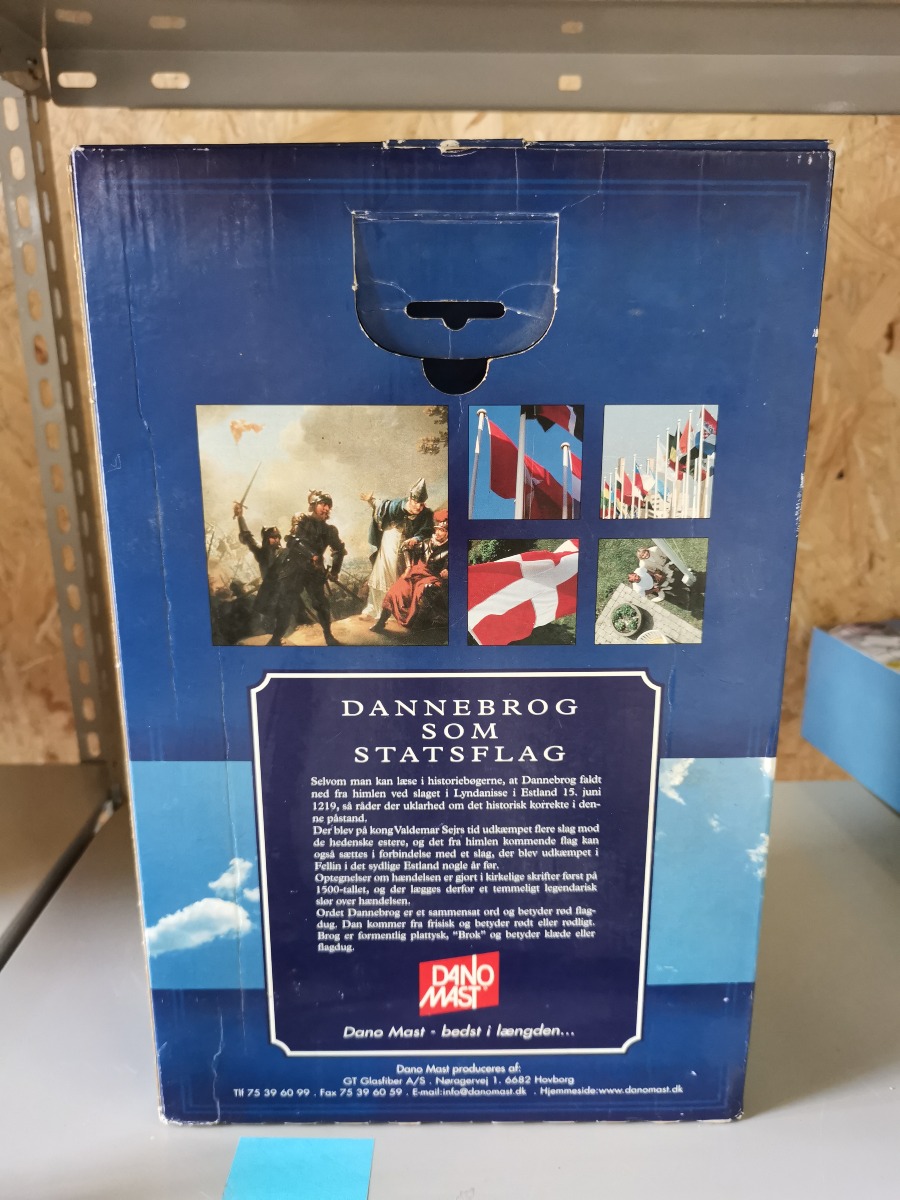 DANNEBROG
SOM
STATSFLAG
Selvom man kan læse i historiebøgerne, at Dannebrog faldt
ned fra himlen ved slaget i Lyndanisse i Estland 15. juni
1219, så råder der uklarhed om det historisk korrekte i den-
ne påstand.
Der blev på kong Valdemar Sejrs tid udkæmpet flere slag mod
de hedenske estere, og det fra himlen kommende flag kan
også sættes i forbindelse med et slag, der blev udkæmpet i
Fellin i det sydlige Estland nogle år før.
Optegnelser om hændelsen er gjort i kirkelige skrifter først på
1500-tallet, og der lægges derfor et temmeligt legendarisk
slør over hændelsen.
Ordet Dannebrog er et sammensat ord og betyder rød flag-
dug. Dan kommer fra frisisk og betyder rødt eller rødligt.
Brog er formentlig plattysk, "Brok" og betyder klæde eller
flagdug.
DANO
MAST
Dano Mast - bedst i længden...
Dano Mast produceres af:
GT Glasfiber A/S . Nøragervej 1. 6682 Hovborg
Tlf 75 39 60 99 . Fax 75 39 60 59 . E-mail:info@danomast.dk . Hjemmeside:www.danomast.dk